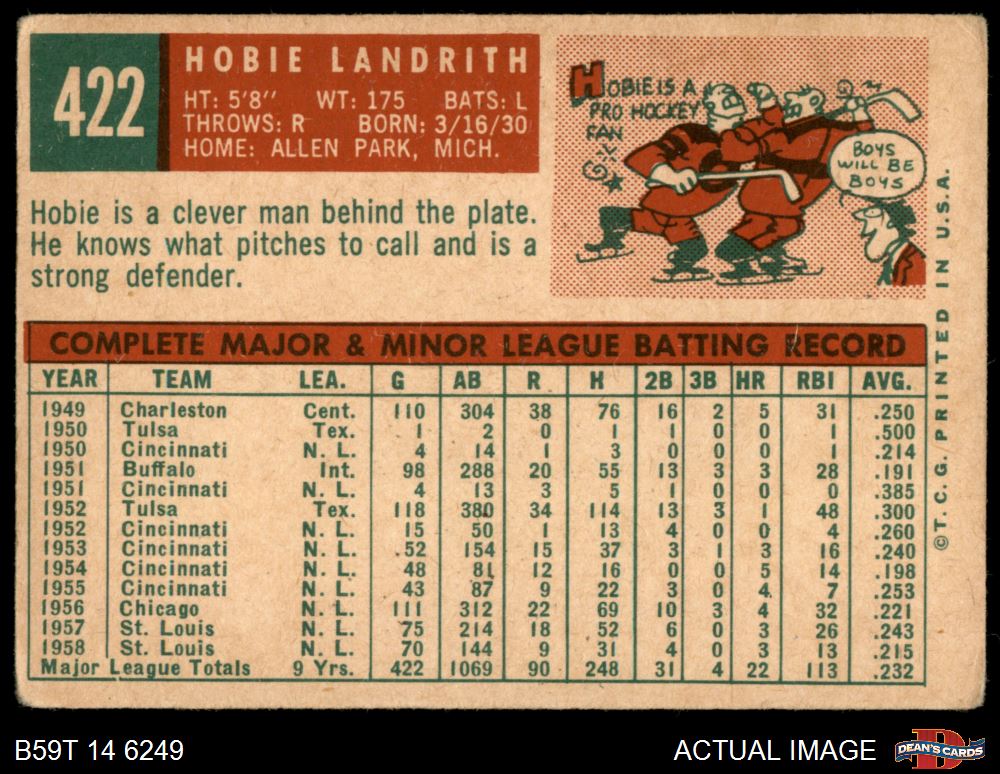 422
HOBIE LANDRITH
HT: 5'8" WT: 175 BATS: L
THROWS: R BORN: 3/16/30
HOME: ALLEN PARK, MICH.
HOBIE IS A
PRO HOCKEY
FAN
BOYS
WILL BE
BOYS
Hobie is a clever man behind the plate.
He knows what pitches to call and is a
strong defender.
COMPLETE MAJOR & MINOR LEAGUE BATTING RECORD
YEAR TEAM LEA. G AB R H 2B 3B HR RBI AVG.
1949 Charleston Cent. 110 304 38 76 16 2 5 31 .250
1950 Tulsa Tex. 1 2 0 1 1 0 0 1 .500
1950 Cincinnati N. L. 4 14 1 3 0 0 0 1 .214
1951 Buffalo Int. 98 288 20 55 13 3 3 28 .191
1951 Cincinnati N. L. 4 13 3 5 1 0 0 0 .385
1952 Tulsa Tex. 118 380 34 114 13 3 1 48 .300
1952 Cincinnati N. L. 15 50 1 13 4 0 0 4 .260
1953 Cincinnati N. L. 52 154 15 37 3 1 3 16 .240
1954 Cincinnati N. L. 48 81 12 16 0 0 5 14 .198
1955 Cincinnati N. L. 43 87 9 22 3 0 4 7 .253
1956 Chicago N. L. 111 312 22 69 10 3 4 32 .221
1957 St. Louis N. L. 75 214 18 52 6 0 3 26 .243
1958 St. Louis N. L. 70 144 9 31 4 0 3 13 .215
Major League Totals 9 Yrs. 422 1069 90 248 31 4 22 113 .232
©T. C. G. PRINTED IN U.S.A.
B59T 14 6249
ACTUAL IMAGE
DEAN'S CARDS